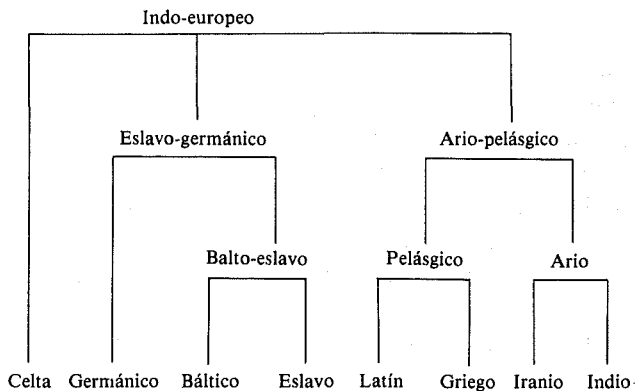 Indo-europeo
Eslavo-germánico Ario-pelásgico
Balto-eslavo Pelásgico Ario
Celta Germánico Báltico Eslavo Latín Griego Iranio Indio